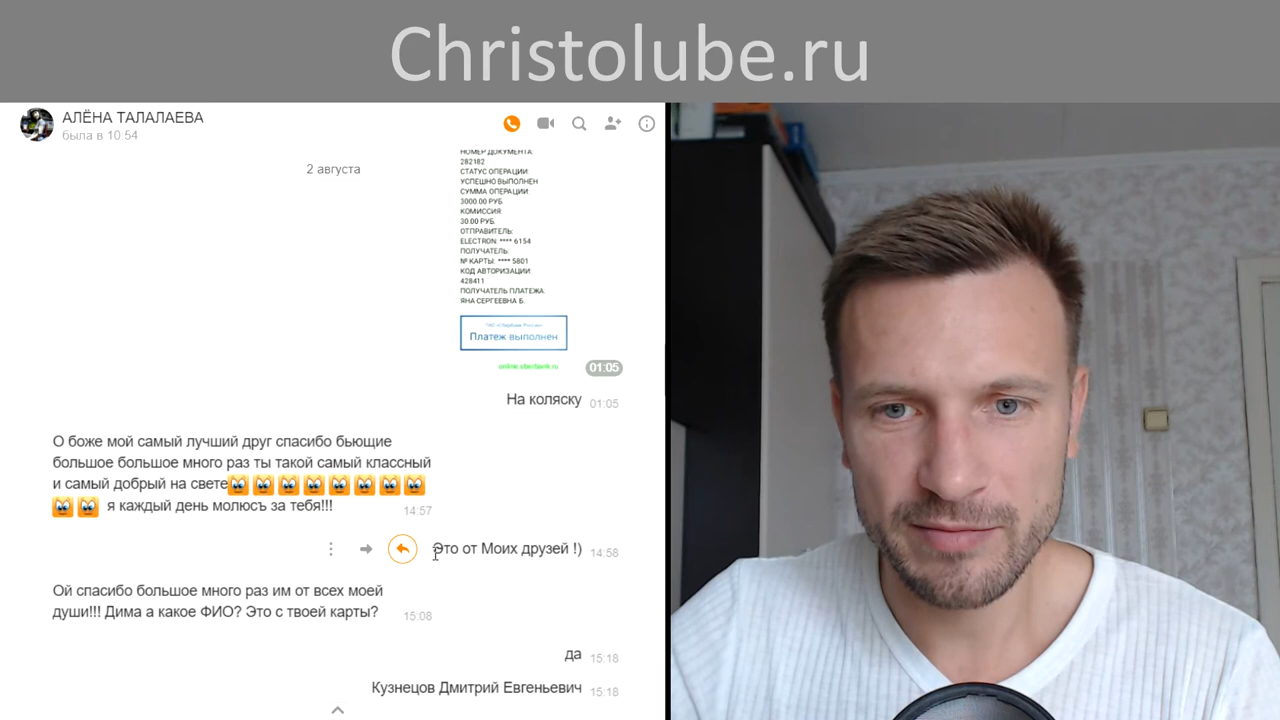 Christolube.ru
АЛЁНА ТАЛАЛАЕВА
была в 10:54
2 августа
НОМЕР ДОКУМЕНТА:
282182
СТАТУС ОПЕРАЦИИ:
УСПЕШНО ВЫПОЛНЕН
СУММА ОПЕРАЦИИ:
3000.00 РУБ.
КОМИССИЯ:
30.00 РУБ.
ОТПРАВИТЕЛЬ:
ELECTRON: **** 6154
ПОЛУЧАТЕЛЬ:
№ КАРТЫ: **** 5801
КОД АВТОРИЗАЦИИ:
428411
ПОЛУЧАТЕЛЬ ПЛАТЕЖА:
ЯНА СЕРГЕЕВНА Б.
ПАО «Сбербанк России»
Платеж выполнен
online.sberbank.ru
01:05
На коляску 01:05
О боже мой самый лучший друг спасибо бьющие
большое большое много раз ты такой самый классный
и самый добрый на свете
я каждый день молюсъ за тебя!!!
14:57
Это от Моих друзей !) 14:58
Ой спасибо большое много раз им от всех моей
души!!! Дима а какое ФИО? Это с твоей карты?
15:08
да 15:18
Кузнецов Дмитрий Евгеньевич 15:18